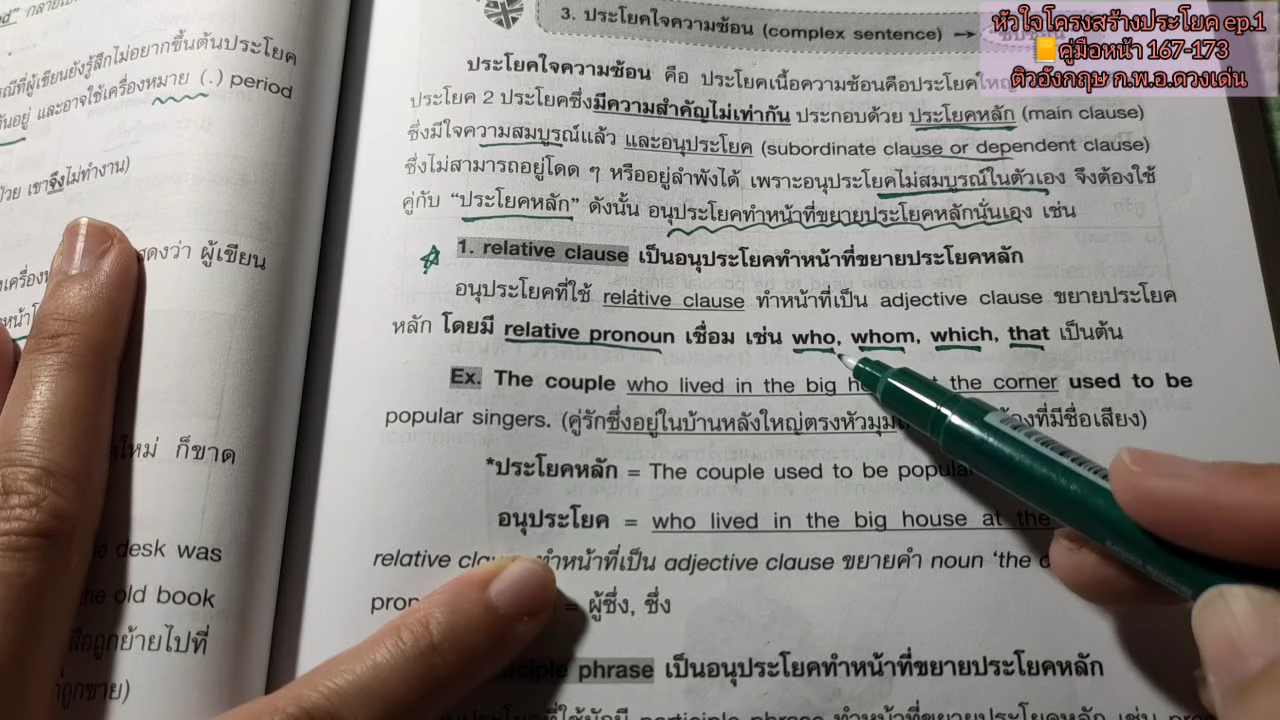 หัวใจโครงสร้างประโยค ep.1
คู่มือหน้า 167-173
ติวอังกฤษ ก.พ.อ.ดวงเด่น
ผู้เขียนยังรู้สึกไม่อยากขึ้นต้นประโยค
และอาจใช้เครื่องหมาย (.) period
เขาจึงไม่ทำงาน)
ผู้เขียน
ใหม่ ก็ขาด
desk was
old book
ถูกย้ายไปที่
3. ประโยคใจความซ้อน (complex sentence) →
ประโยคใจความซ้อน คือ ประโยคเนื้อความซ้อนคือประโยคใหญ่
ประโยค 2 ประโยคซึ่งมีความสำคัญไม่เท่ากัน ประกอบด้วย ประโยคหลัก (main clause)
ซึ่งมีใจความสมบูรณ์แล้ว และอนุประโยค (subordinate clause or dependent clause)
ซึ่งไม่สามารถอยู่โดด ๆ หรืออยู่ลำพังได้ เพราะอนุประโยคไม่สมบูรณ์ในตัวเอง จึงต้องใช้
คู่กับ “ประโยคหลัก” ดังนั้น อนุประโยคทำหน้าที่ขยายประโยคหลักนั่นเอง เช่น
1. relative clause เป็นอนุประโยคทำหน้าที่ขยายประโยคหลัก
อนุประโยคที่ใช้ relative clause ทำหน้าที่เป็น adjective clause ขยายประโยค
หลัก โดยมี relative pronoun เชื่อม เช่น who, whom, which, that เป็นต้น
Ex. The couple who lived in the big the corner used to be
popular singers. (คู่รักซึ่งอยู่ในบ้านหลังใหญ่ตรงหัวมุม ที่มีชื่อเสียง)
*ประโยคหลัก = The couple used to be
อนุประโยค = who lived in the big house at the
relative ทำหน้าที่เป็น adjective clause ขยายคำ noun ‘the
= ผู้ซึ่ง, ซึ่ง
phrase เป็นอนุประโยคทำหน้าที่ขยายประโยคหลัก
participle phrase ทำหน้าที่ขยายประโยคหลัก เช่น